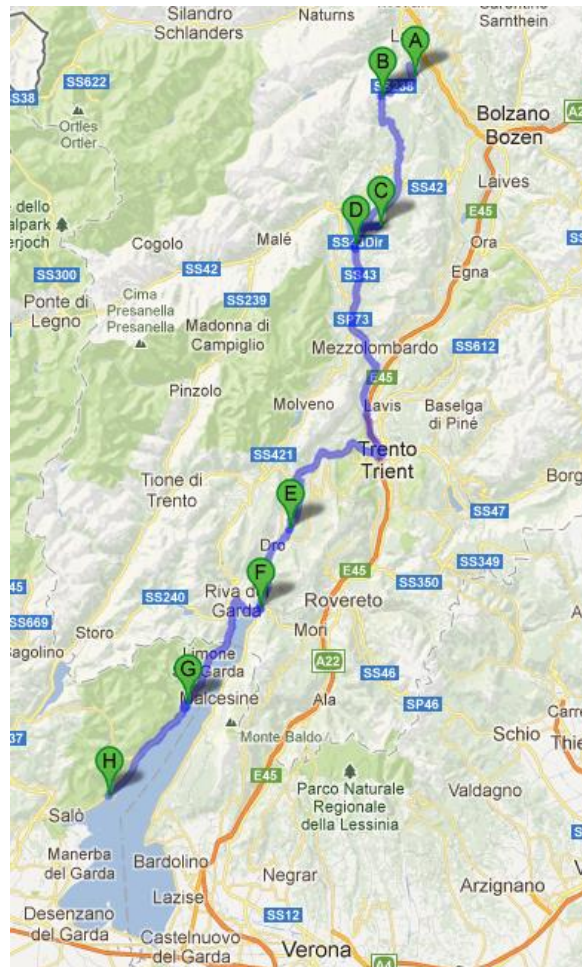 Silandro
Schlanders
Naturns
Sarnthein
A
B
SS622
SS38
SS238
Ortles
Ortler
Bolzano
Bozen
SS42
Laives
C
D
E45
dello
alpark
erjoch
Cogolo
Malé
Ora
SS300
SS42
SS43
Egna
Ponte di
Legno
Cima
Presanella
Presanella
SS239
Madonna di
Campiglio
SP73
Mezzolombardo
SS612
E45
Pinzolo
Molveno
Lavis
Baselga
di Piné
SS421
Trento
Trient
Tione di
Trento
E
SS47
Dro
SS349
F
E45
SS350
SS240
Riva
Garda
Rovereto
45
SS669
Storo
Mori
agolino
Limone
Garda
A22
SS46
G
Malcesine
Ala
SP46
37
Monte Baldo
Schio
H
E45
Parco Naturale
Regionale
della Lessinia
Valdagno
Salò
Manerba
del Garda
Bardolino
Negrar
Lazise
Arzignano
Desenzano
del Garda
SS12
Castelnuovo
del Garda
Verona
A4